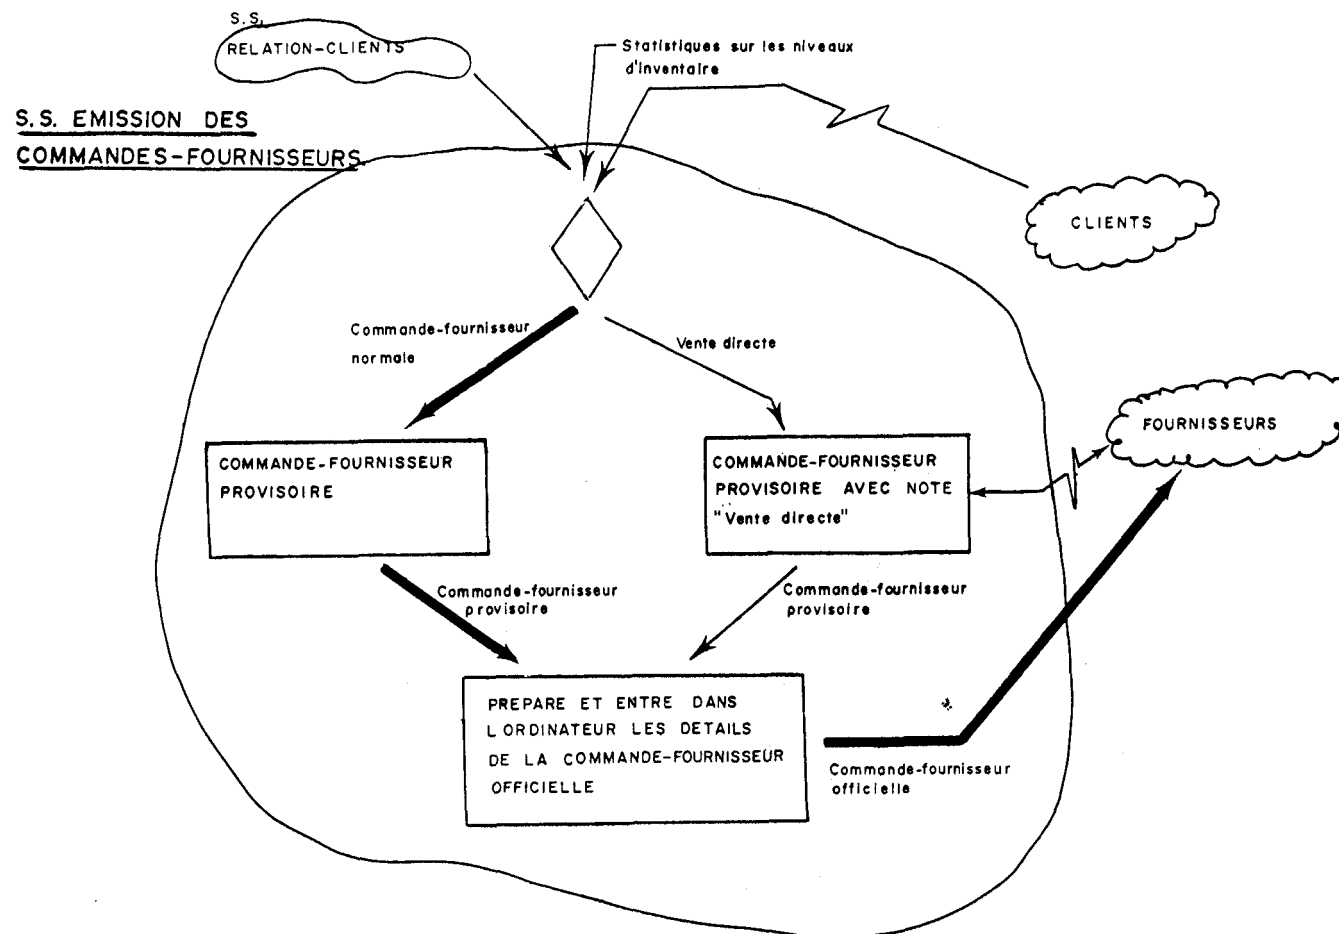 S.S.
RELATION-CLIENTS
Statistiques sur les niveaux
d'inventaire
S.S. EMISSION DES
COMMANDES-FOURNISSEURS
CLIENTS
Commande-fournisseur
normale
Vente directe
FOURNISSEURS
COMMANDE-FOURNISSEUR
PROVISOIRE
COMMANDE-FOURNISSEUR
PROVISOIRE AVEC NOTE
"Vente directe"
Commande-fournisseur
provisoire
Commande-fournisseur
provisoire
PREPARE ET ENTRE DANS
L'ORDINATEUR LES DETAILS
DE LA COMMANDE-FOURNISSEUR
OFFICIELLE
Commande-fournisseur
officielle